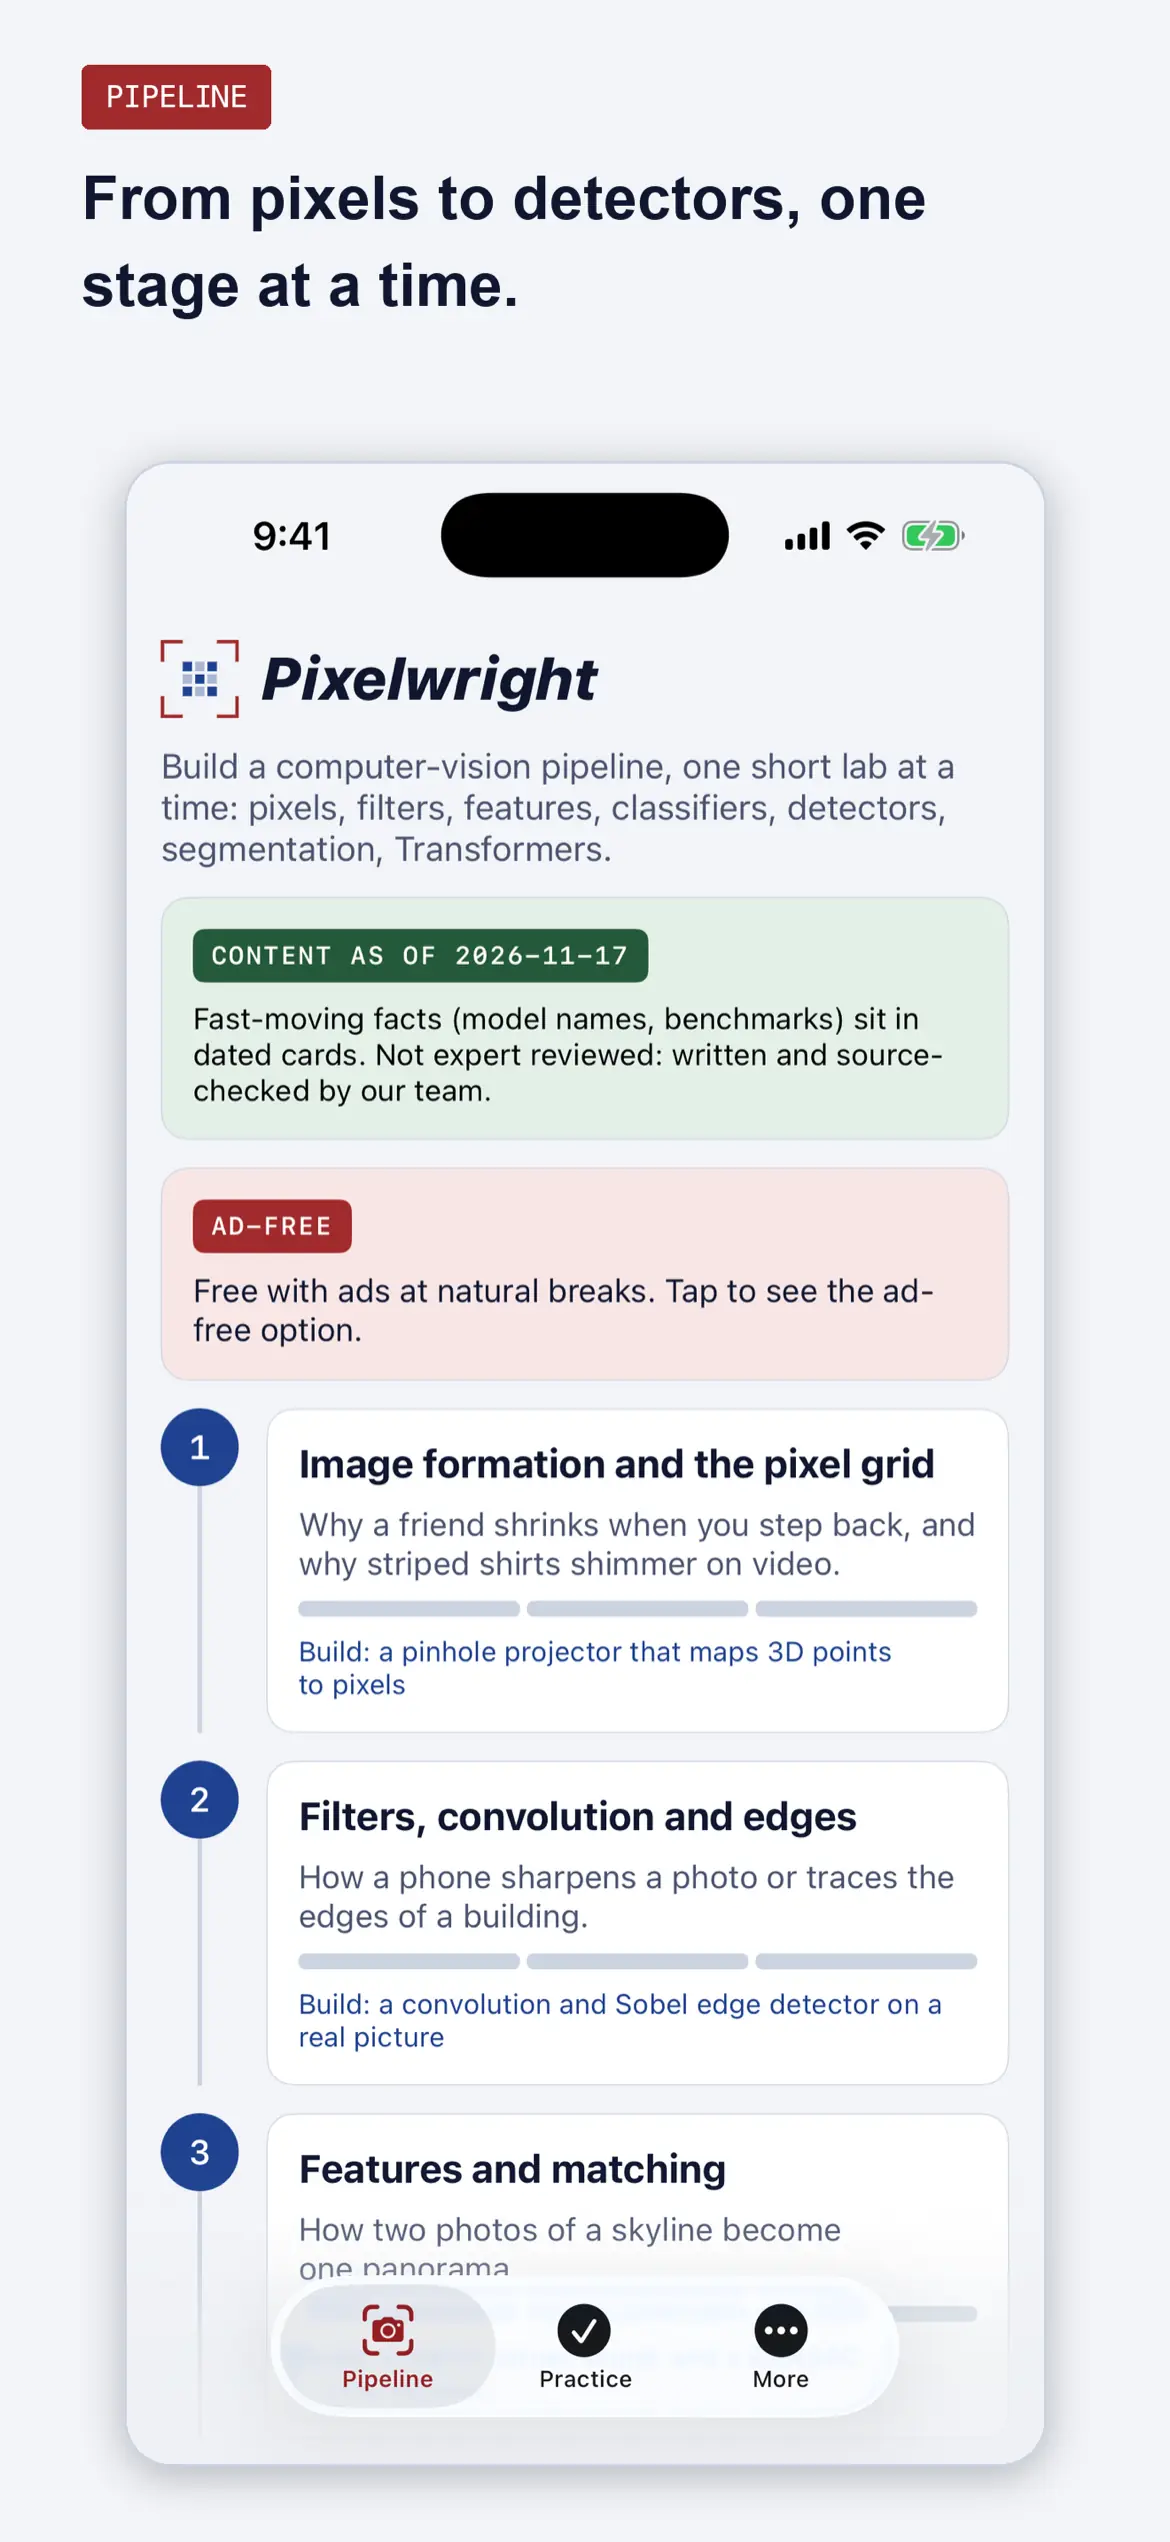 PIPELINE
From pixels to detectors, one
stage at a time.
9:41
Pixelwright
Build a computer-vision pipeline, one short lab at a
time: pixels, filters, features, classifiers, detectors,
segmentation, Transformers.
CONTENT AS OF 2026-11-17
Fast-moving facts (model names, benchmarks) sit in
dated cards. Not expert reviewed: written and source-
checked by our team.
AD-FREE
Free with ads at natural breaks. Tap to see the ad-
free option.
1
Image formation and the pixel grid
Why a friend shrinks when you step back, and
why striped shirts shimmer on video.
Build: a pinhole projector that maps 3D points
to pixels
2
Filters, convolution and edges
How a phone sharpens a photo or traces the
edges of a building.
Build: a convolution and Sobel edge detector on a
real picture
3
Features and matching
How two photos of a skyline become
one panorama
Pipeline
Practice
More